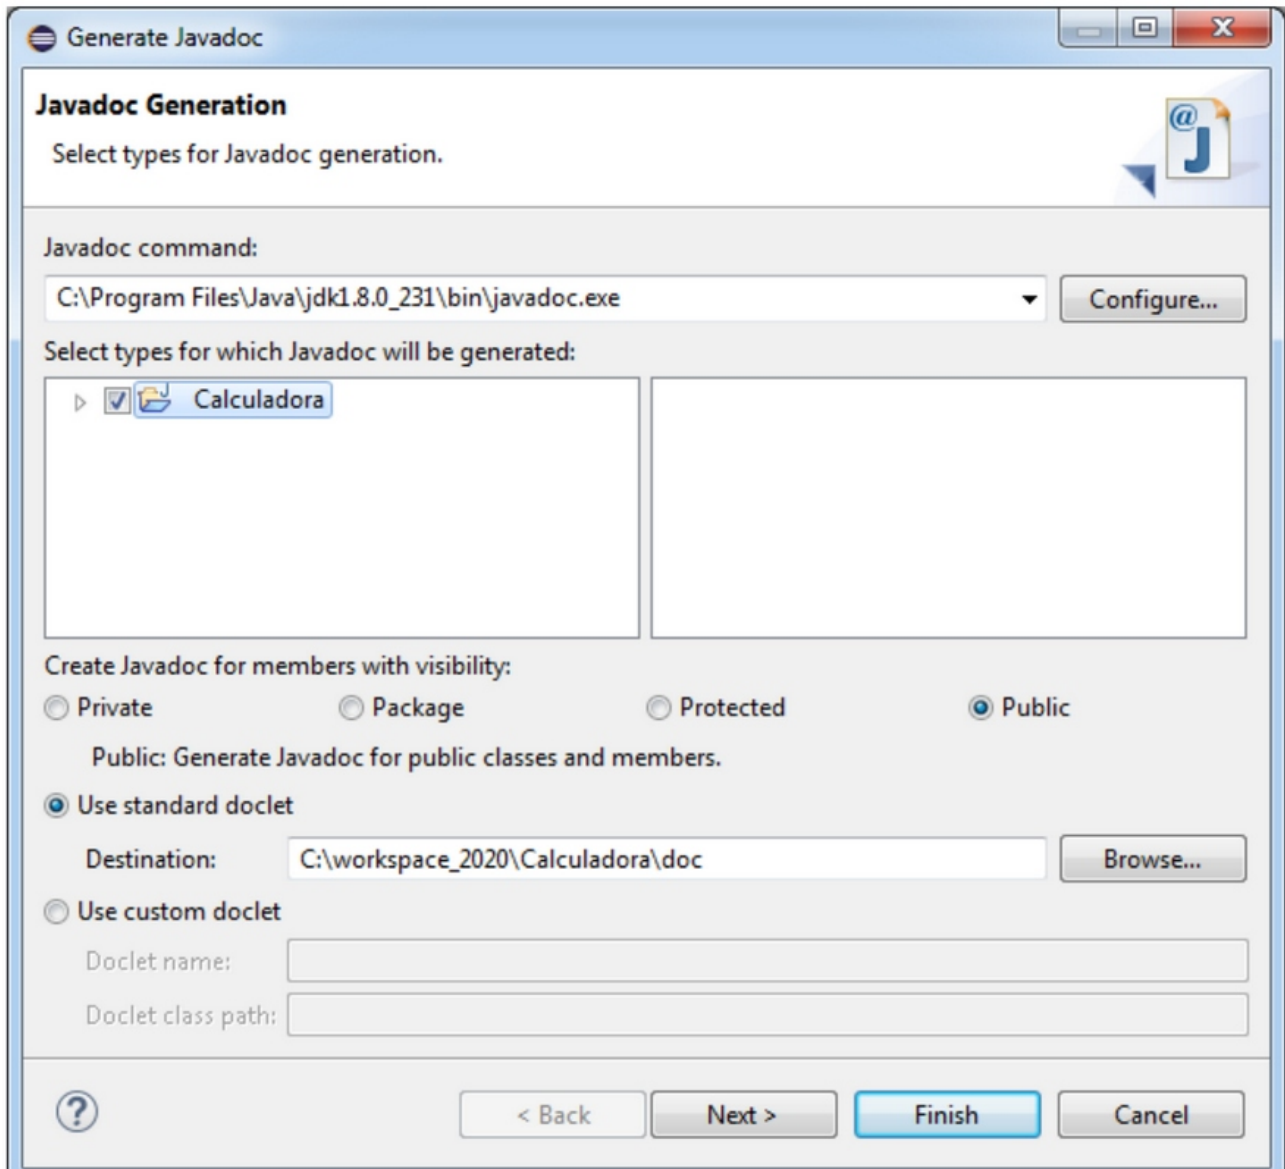 Generate Javadoc
Javadoc Generation
Select types for Javadoc generation.
@
J
Javadoc command:
C:\Program Files\Java\jdk1.8.0_231\bin\javadoc.exe
Configure...
Select types for which Javadoc will be generated:
Calculadora
Create Javadoc for members with visibility:
Private Package Protected Public
Public: Generate Javadoc for public classes and members.
Use standard doclet
Destination: C:\workspace_2020\Calculadora\doc Browse...
Use custom doclet
Doclet name:
Doclet class path:
? < Back Next > Finish Cancel